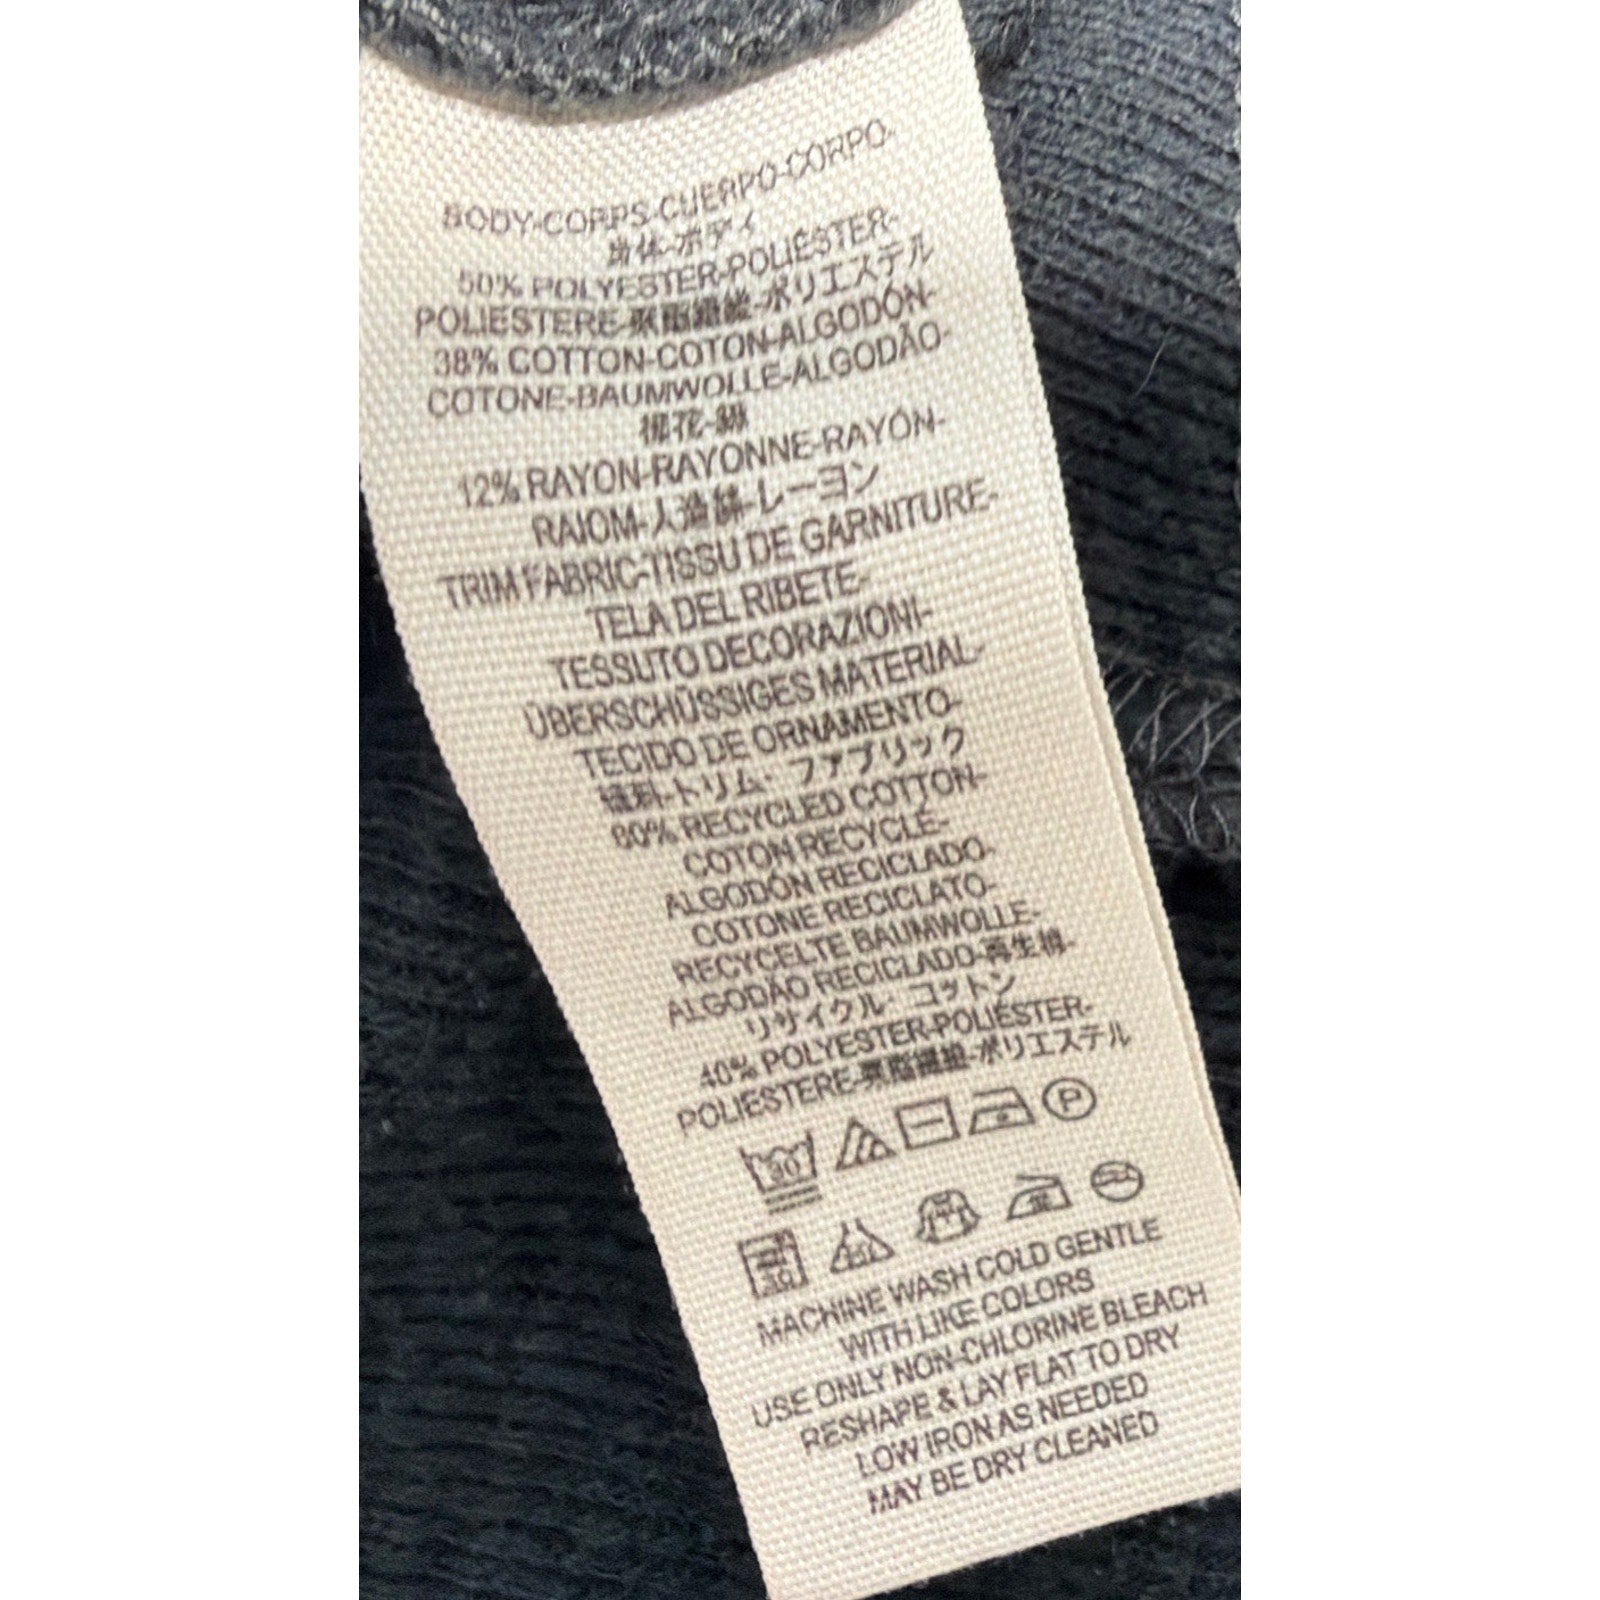 BODY-CORPS-CUERPO-CORPO-
身体-ボディ
50% POLYESTER-POLIÉSTER-
POLIESTERE-聚脂纖維-ポリエステル
38% COTTON-COTON-ALGODÓN-
COTONE-BAUMWOLLE-ALGODÃO-
棉花-綿
12% RAYON-RAYONNE-RAYÓN-
RAIOM-人造絲-レーヨン
TRIM FABRIC-TISSU DE GARNITURE-
TELA DEL RIBETE-
TESSUTO DECORAZIONI-
ÜBERSCHÜSSIGES MATERIAL-
TECIDO DE ORNAMENTO-
-トリム・ファブリック
60% RECYCLED COTTON-
COTON RECYCLÉ-
ALGODÓN RECICLADO-
COTONE RECICLATO-
RECYCELTE BAUMWOLLE-
ALGODÃO RECICLADO-再生棉-
リサイクル・コットン
40% POLYESTER-POLIÉSTER-
POLIESTERE-聚脂纖維-ポリエステル
30 P
30
MACHINE WASH COLD GENTLE
WITH LIKE COLORS
USE ONLY NON-CHLORINE BLEACH
RESHAPE & LAY FLAT TO DRY
LOW IRON AS NEEDED
MAY BE DRY CLEANED